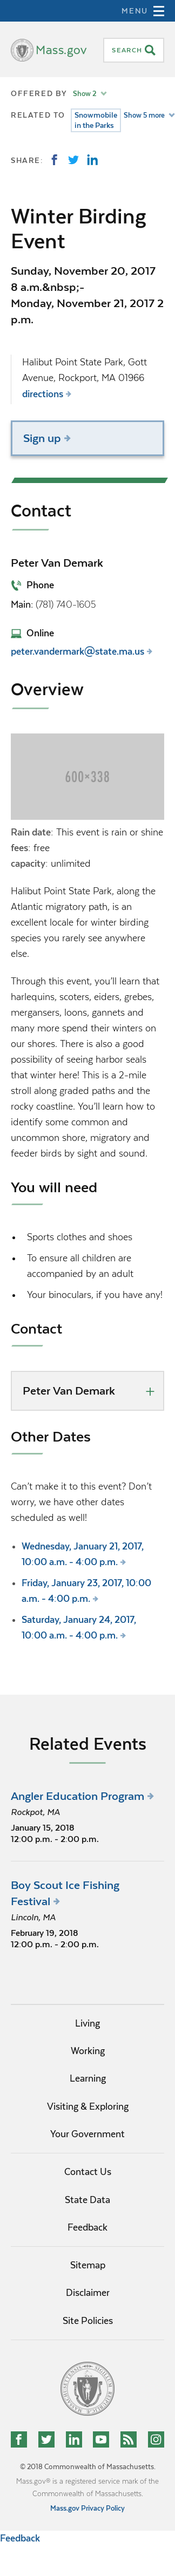 MENU
Mass.gov
SEARCH
OFFERED BY Show 2
RELATED TO Snowmobile in the Parks Show 5 more
SHARE:
Winter Birding
Event
Sunday, November 20, 2017
8 a.m.&nbsp;-
Monday, November 21, 2017 2
p.m.
Halibut Point State Park, Gott
Avenue, Rockport, MA 01966
directions
Sign up
Contact
Peter Van Demark
Phone
Main: (781) 740-1605
Online
peter.vandermark@state.ma.us
Overview
600×338
Rain date: This event is rain or shine
fees: free
capacity: unlimited
Halibut Point State Park, along the
Atlantic migratory path, is an
excellent locale for winter birding
species you rarely see anywhere
else.
Through this event, you'll learn that
harlequins, scoters, eiders, grebes,
mergansers, loons, gannets and
many more spend their winters on
our shores. There is also a good
possibility of seeing harbor seals
that winter here! This is a 2-mile
stroll along graded paths and the
rocky coastline. You'll learn how to
identify some common and
uncommon shore, migratory and
feeder birds by sight and sound.
You will need
Sports clothes and shoes
To ensure all children are
accompanied by an adult
Your binoculars, if you have any!
Contact
Peter Van Demark
Other Dates
Can't make it to this event? Don't
worry, we have other dates
scheduled as well!
Wednesday, January 21, 2017,
10:00 a.m. - 4:00 p.m.
Friday, January 23, 2017, 10:00
a.m. - 4:00 p.m.
Saturday, January 24, 2017,
10:00 a.m. - 4:00 p.m.
Related Events
Angler Education Program
Rockpot, MA
January 15, 2018
12:00 p.m. - 2:00 p.m.
Boy Scout Ice Fishing
Festival
Lincoln, MA
February 19, 2018
12:00 p.m. - 2:00 p.m.
Living
Working
Learning
Visiting & Exploring
Your Government
Contact Us
State Data
Feedback
Sitemap
Disclaimer
Site Policies
© 2018 Commonwealth of Massachusetts.
Mass.gov® is a registered service mark of the
Commonwealth of Massachusetts.
Mass.gov Privacy Policy
Feedback